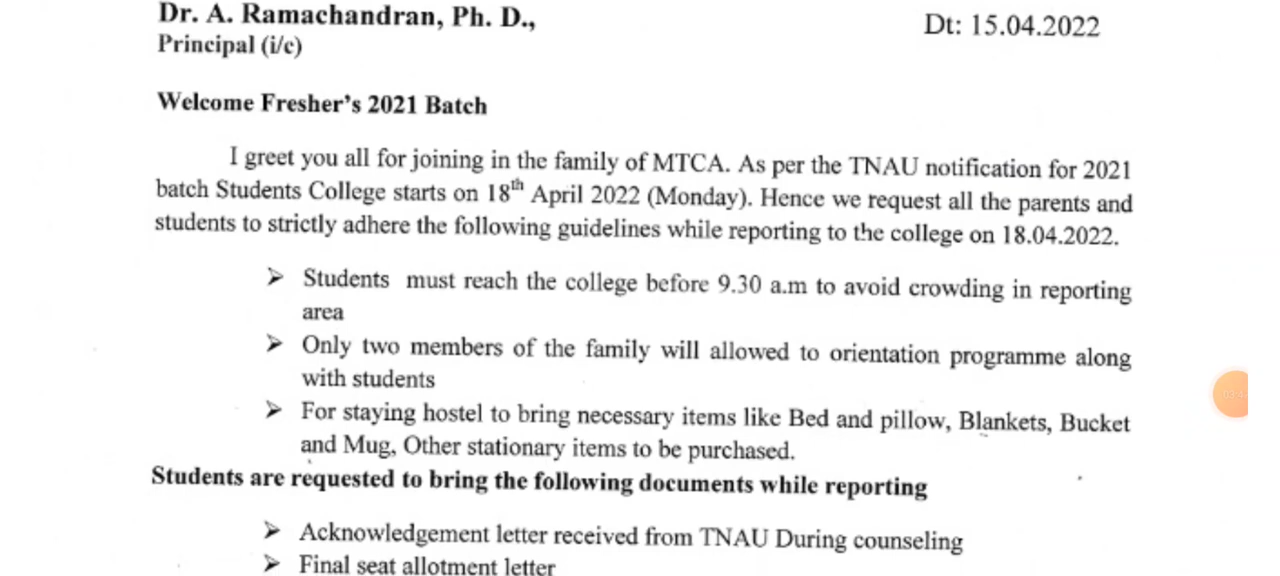 Dr. A. Ramachandran, Ph. D.,
Dt: 15.04.2022
Principal (i/c)
Welcome Fresher's 2021 Batch
I greet you all for joining in the family of MTCA. As per the TNAU notification for 2021
batch Students College starts on 18th April 2022 (Monday). Hence we request all the parents and
students to strictly adhere the following guidelines while reporting to the college on 18.04.2022.
➢ Students must reach the college before 9.30 a.m to avoid crowding in reporting
area
➢ Only two members of the family will allowed to orientation programme along
with students
➢ For staying hostel to bring necessary items like Bed and pillow, Blankets, Bucket
and Mug, Other stationary items to be purchased.
Students are requested to bring the following documents while reporting
➢ Acknowledgement letter received from TNAU During counseling
➢ Final seat allotment letter